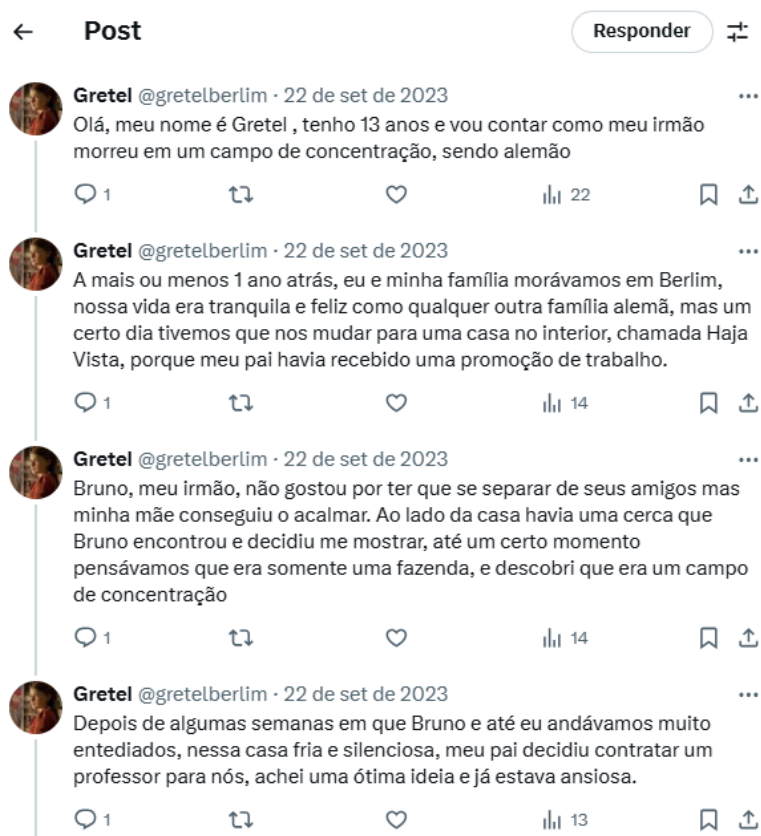 Post
Responder
Gretel @gretelberlim · 22 de set de 2023
Olá, meu nome é Gretel , tenho 13 anos e vou contar como meu irmão
morreu em um campo de concentração, sendo alemão
1 22
Gretel @gretelberlim · 22 de set de 2023
A mais ou menos 1 ano atrás, eu e minha família morávamos em Berlim,
nossa vida era tranquila e feliz como qualquer outra família alemã, mas um
certo dia tivemos que nos mudar para uma casa no interior, chamada Haja
Vista, porque meu pai havia recebido uma promoção de trabalho.
1 14
Gretel @gretelberlim · 22 de set de 2023
Bruno, meu irmão, não gostou por ter que se separar de seus amigos mas
minha mãe conseguiu o acalmar. Ao lado da casa havia uma cerca que
Bruno encontrou e decidiu me mostrar, até um certo momento
pensávamos que era somente uma fazenda, e descobri que era um campo
de concentração
1 14
Gretel @gretelberlim · 22 de set de 2023
Depois de algumas semanas em que Bruno e até eu andávamos muito
entediados, nessa casa fria e silenciosa, meu pai decidiu contratar um
professor para nós, achei uma ótima ideia e já estava ansiosa.
1 13